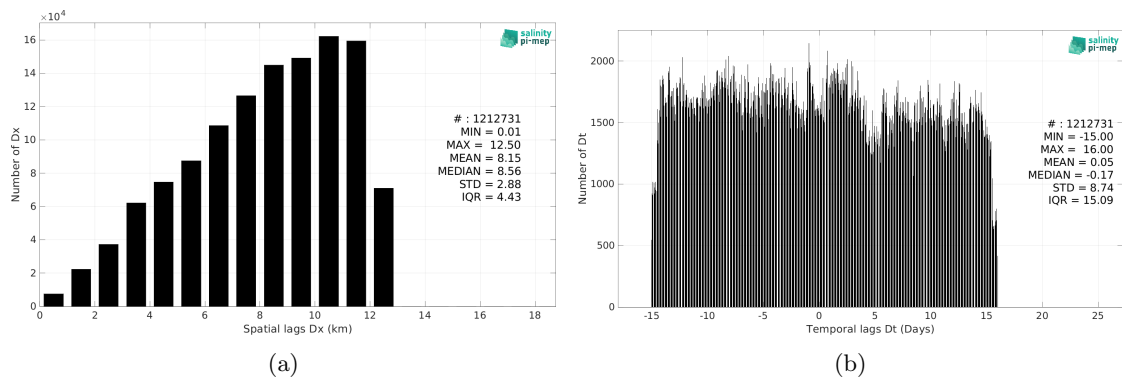 ×10⁴
16
14
12
10
8
6
4
2
0
Number of Dx
0 2 4 6 8 10 12 14 16 18
Spatial lags Dx (km)
salinity
pi-mep
# : 1212731
MIN = 0.01
MAX = 12.50
MEAN = 8.15
MEDIAN = 8.56
STD = 2.88
IQR = 4.43
(a)
2000
1500
1000
500
0
Number of Dt
-15 -10 -5 0 5 10 15 20 25
Temporal lags Dt (Days)
salinity
pi-mep
# : 1212731
MIN = -15.00
MAX = 16.00
MEAN = 0.05
MEDIAN = -0.17
STD = 8.74
IQR = 15.09
(b)